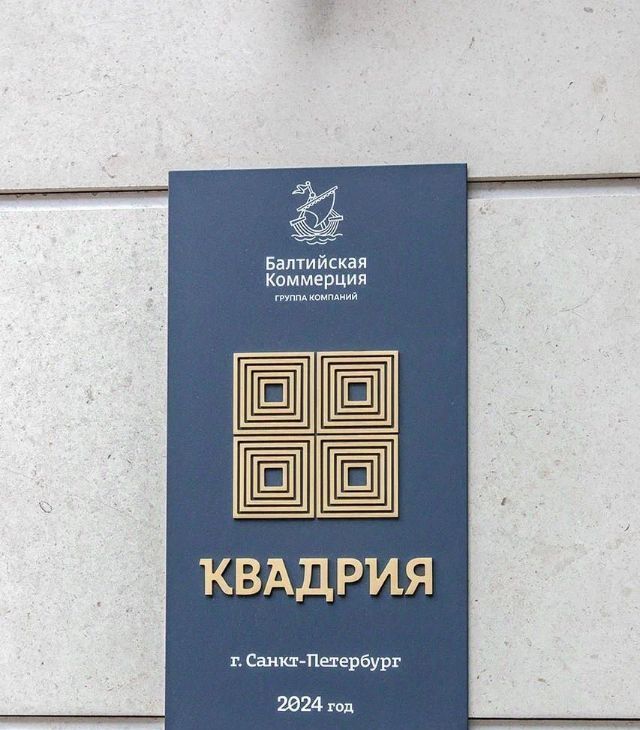 Балтийская
Коммерция
ГРУППА КОМПАНИЙ
КВАДРИЯ
г. Санкт-Петербург
2024 год